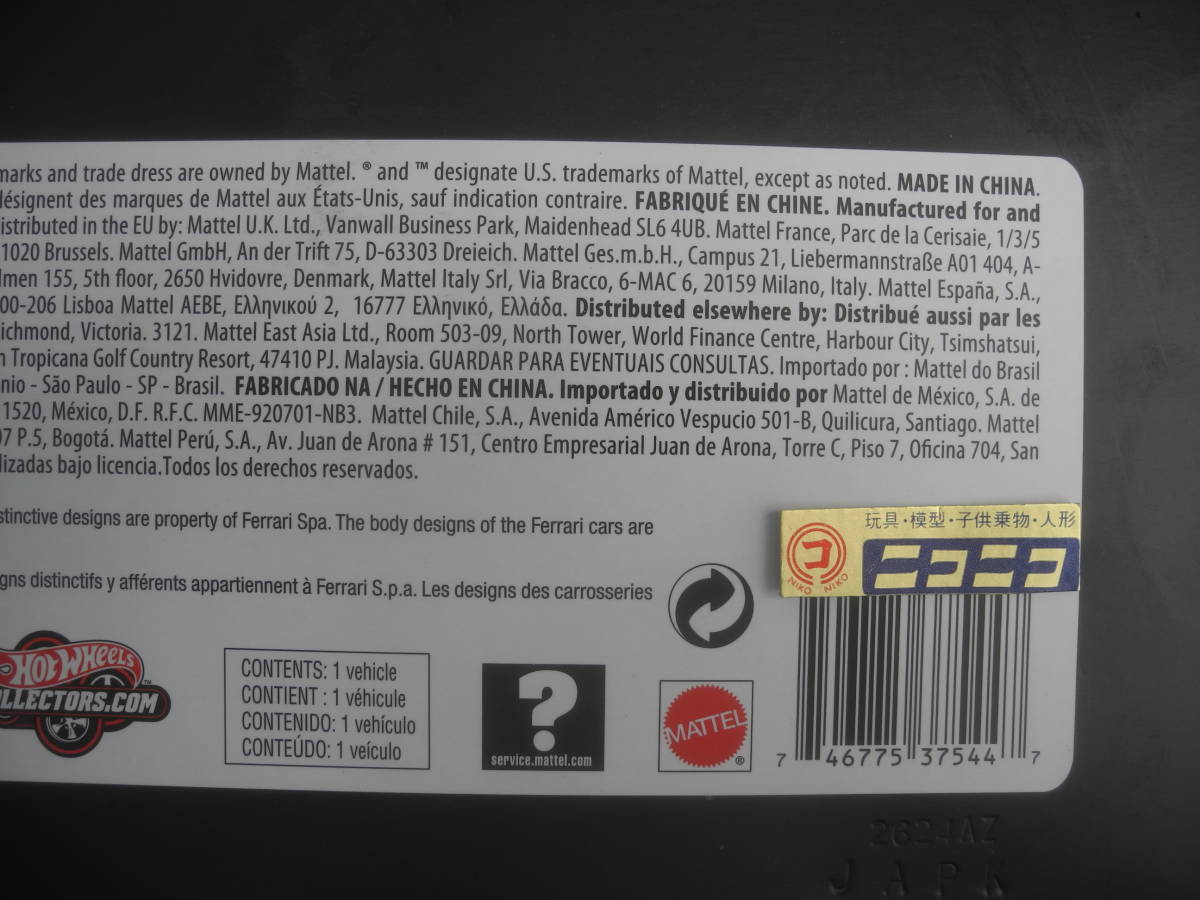 marks and trade dress are owned by Mattel. ® and ™ designate U.S. trademarks of Mattel, except as noted. MADE IN CHINA.
désignent des marques de Mattel aux États-Unis, sauf indication contraire. FABRIQUÉ EN CHINE. Manufactured for and
istributed in the EU by: Mattel U.K. Ltd., Vanwall Business Park, Maidenhead SL6 4UB. Mattel France, Parc de la Cerisaie, 1/3/5
1020 Brussels. Mattel GmbH, An der Trift 75, D-63303 Dreieich. Mattel Ges.m.b.H., Campus 21, Liebermannstraße A01 404, A-
lmen 155, 5th floor, 2650 Hvidovre, Denmark, Mattel Italy Srl, Via Bracco, 6-MAC 6, 20159 Milano, Italy. Mattel España, S.A.,
00-206 Lisboa Mattel AEBE, Ελληνικού 2, 16777 Ελληνικό, Ελλάδα. Distributed elsewhere by: Distribué aussi par les
ichmond, Victoria. 3121. Mattel East Asia Ltd., Room 503-09, North Tower, World Finance Centre, Harbour City, Tsimshatsui,
n Tropicana Golf Country Resort, 47410 PJ. Malaysia. GUARDAR PARA EVENTUAIS CONSULTAS. Importado por : Mattel do Brasil
nio - São Paulo - SP - Brasil. FABRICADO NA / HECHO EN CHINA. Importado y distribuido por Mattel de México, S.A. de
1520, México, D.F. R.F.C. MME-920701-NB3. Mattel Chile, S.A., Avenida Américo Vespucio 501-B, Quilicura, Santiago. Mattel
07 P.5, Bogotá. Mattel Perú, S.A., Av. Juan de Arona # 151, Centro Empresarial Juan de Arona, Torre C, Piso 7, Oficina 704, San
lizadas bajo licencia.Todos los derechos reservados.
stinctive designs are property of Ferrari Spa. The body designs of the Ferrari cars are
gns distinctifs y afférents appartiennent à Ferrari S.p.a. Les designs des carrosseries
玩具・模型・子供乗物・人形
コ
NIKO NIKO
ニコニコ
HOT WHEELS
OLLECTORS.COM™
CONTENTS: 1 vehicle
CONTIENT : 1 véhicule
CONTENIDO: 1 vehículo
CONTEÚDO: 1 veículo
?
service.mattel.com
MATTEL
®
7 46775 37544 7
2624AZ
JAPK